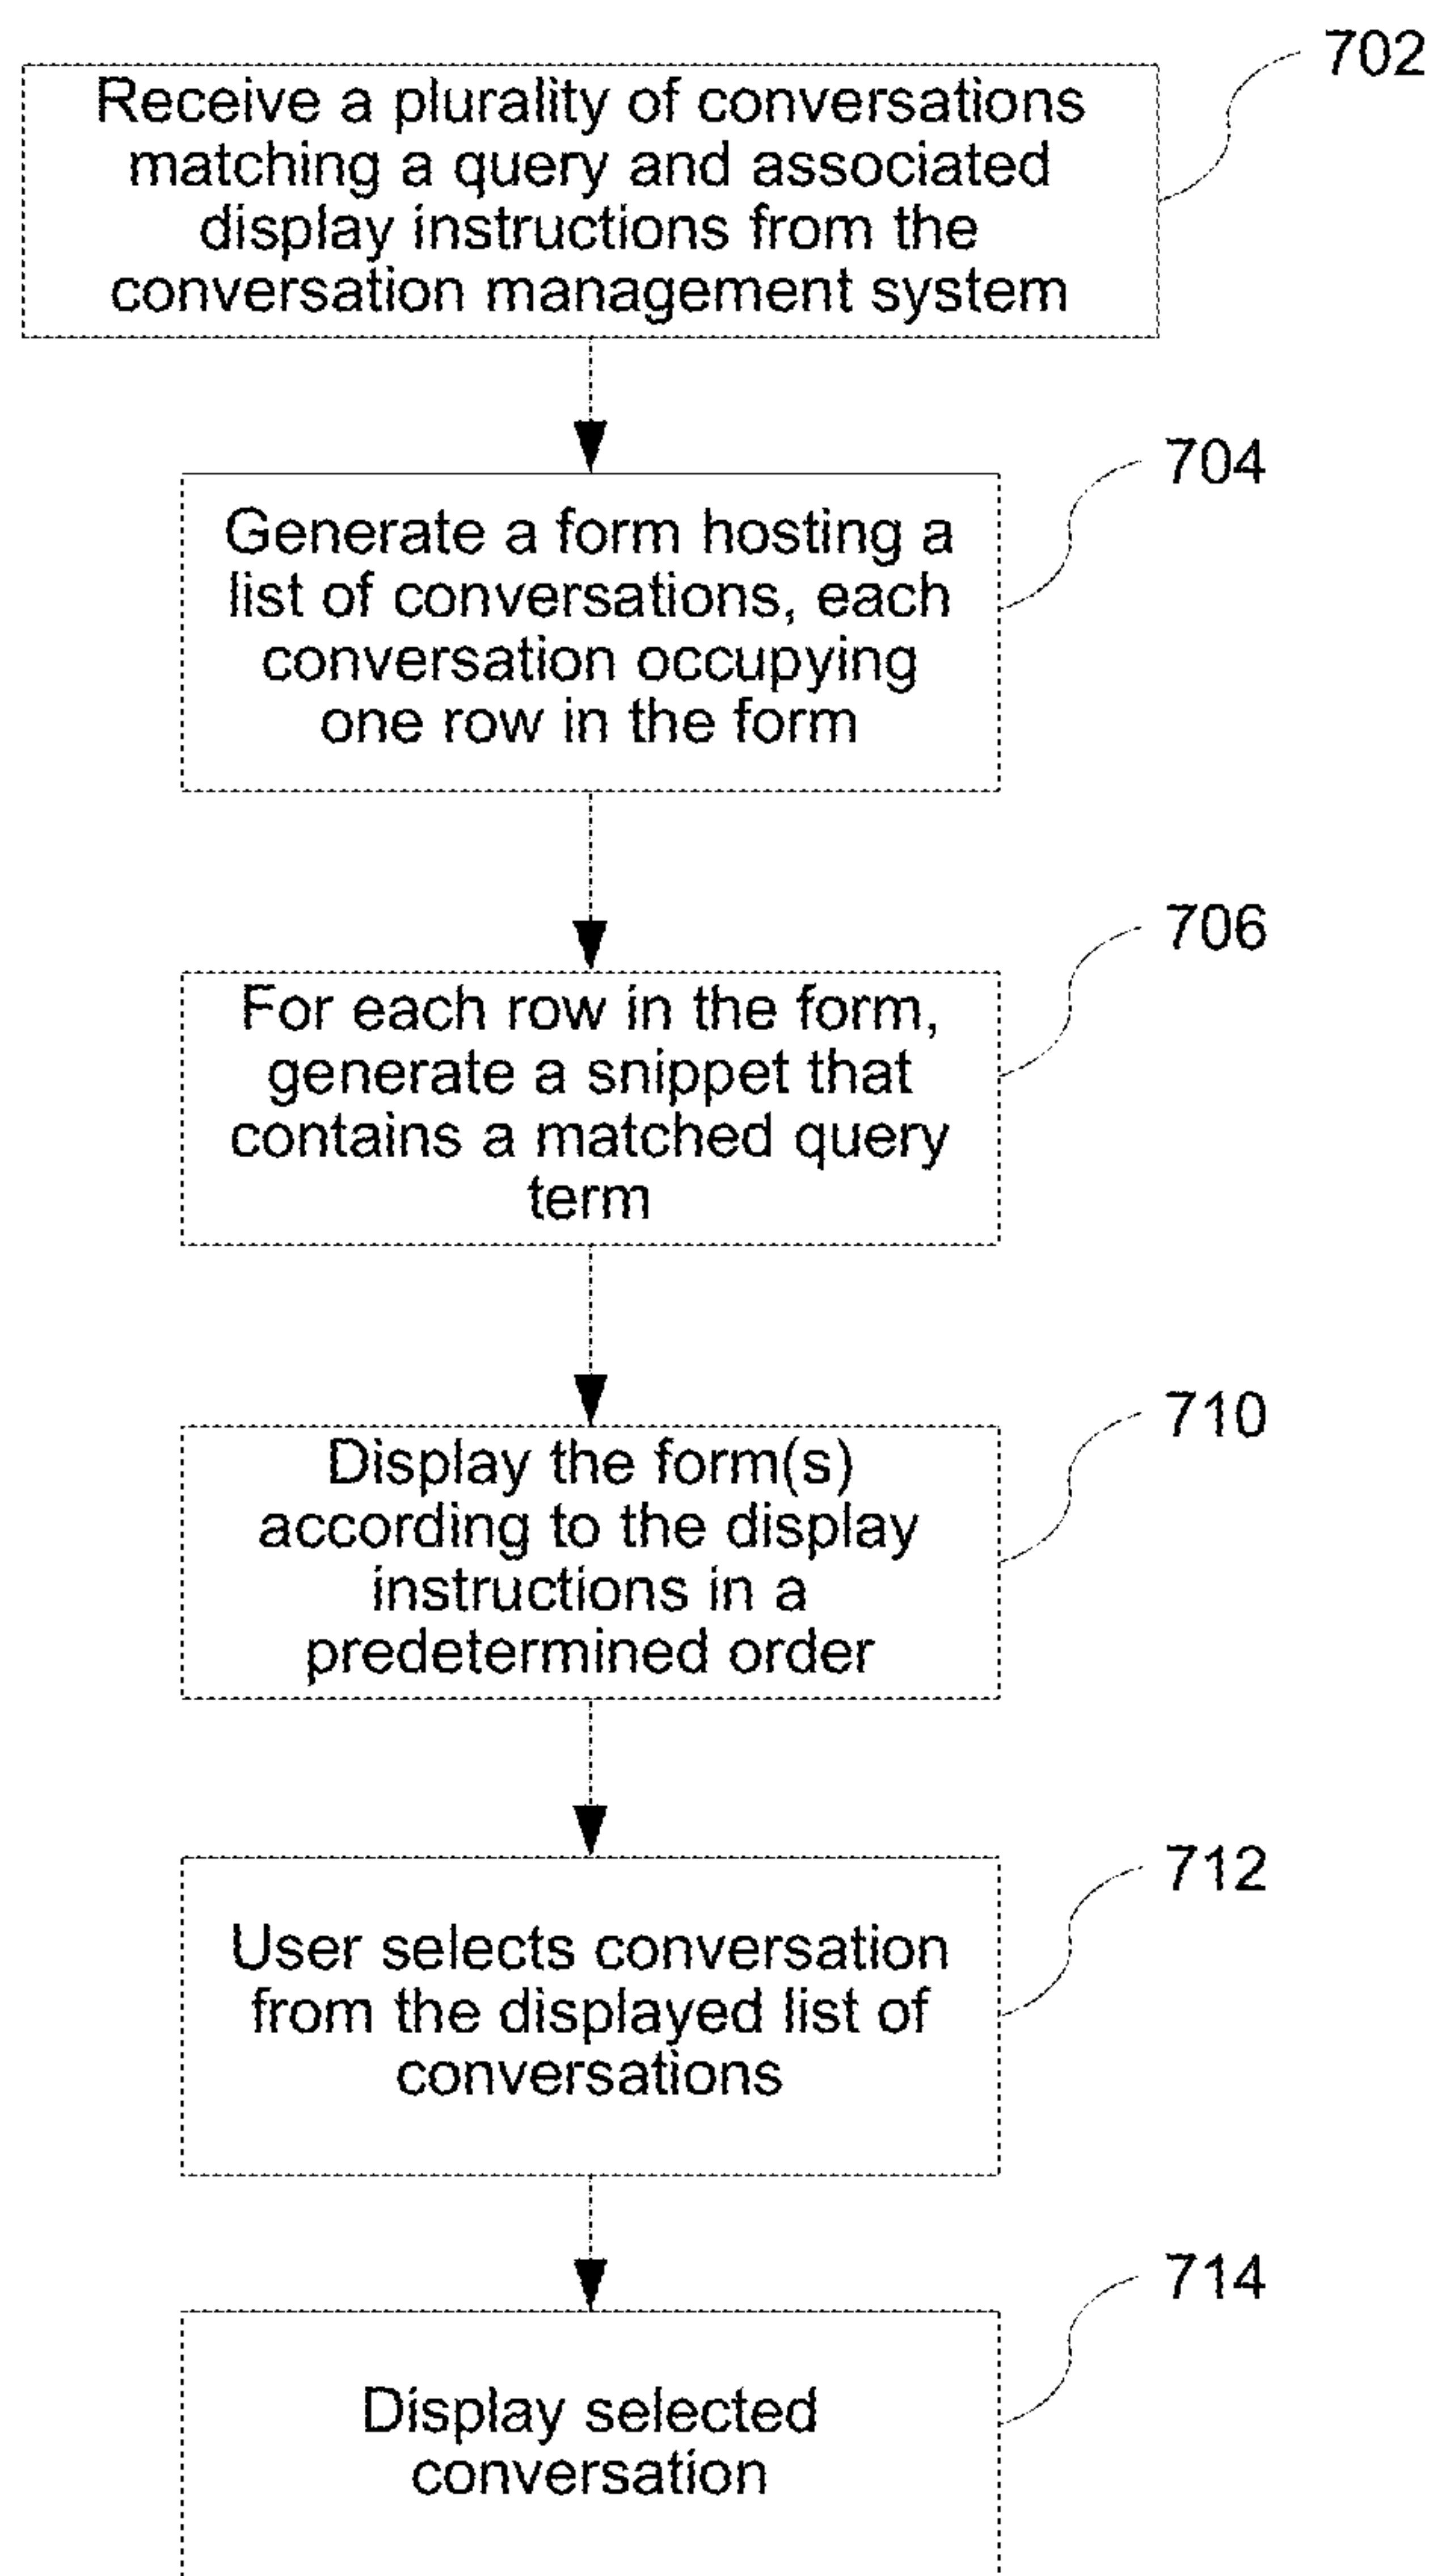 702
Receive a plurality of conversations
matching a query and associated
display instructions from the
conversation management system
704
Generate a form hosting a
list of conversations, each
conversation occupying
one row in the form
706
For each row in the form,
generate a snippet that
contains a matched query
term
710
Display the form(s)
according to the display
instructions in a
predetermined order
712
User selects conversation
from the displayed list of
conversations
714
Display selected
conversation